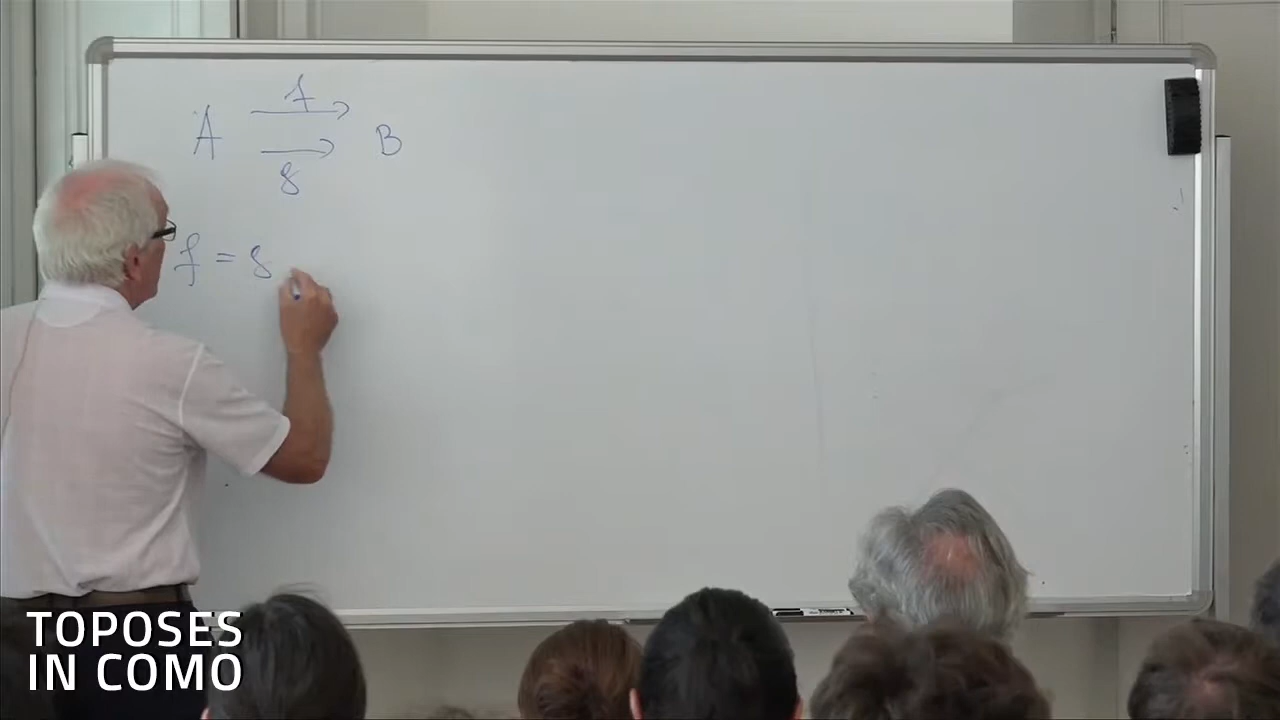 f
A → B
→
g
f = g
TOPOSES
IN COMO